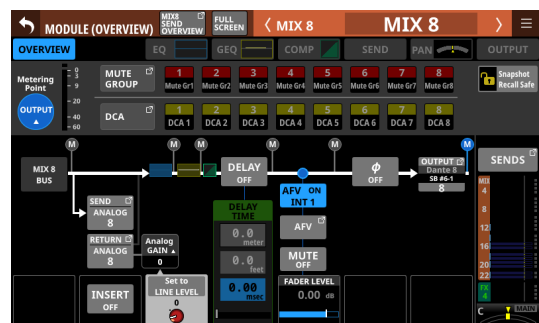 MODULE (OVERVIEW)
MIX8
SEND
OVERVIEW
FULL
SCREEN
MIX 8
MIX 8
OVERVIEW
EQ
GEQ
COMP
SEND
PAN
OUTPUT
Metering
Point
OUTPUT
0
3
9
20
40
60
MUTE
GROUP
1
Mute Gr1
2
Mute Gr2
3
Mute Gr3
4
Mute Gr4
5
Mute Gr5
6
Mute Gr6
7
Mute Gr7
8
Mute Gr8
DCA
1
DCA 1
2
DCA 2
3
DCA 3
4
DCA 4
5
DCA 5
6
DCA 6
7
DCA 7
8
DCA 8
Snapshot
Recall Safe
M
M
M
M
M
MIX 8
BUS
DELAY
OFF
AFV ON
INT 1
ϕ
OFF
OUTPUT
Dante 8
SB #6-1
8
SENDS
SEND
ANALOG
8
RETURN
ANALOG
8
Analog
GAIN
0
DELAY
TIME
0.0
meter
0.0
feet
0.00
msec
AFV
MUTE
OFF
INSERT
OFF
Set to
LINE LEVEL
0
FADER LEVEL
0.00 dB
MIX
4
8
12
16
20
22
FX
4
C
MAIN